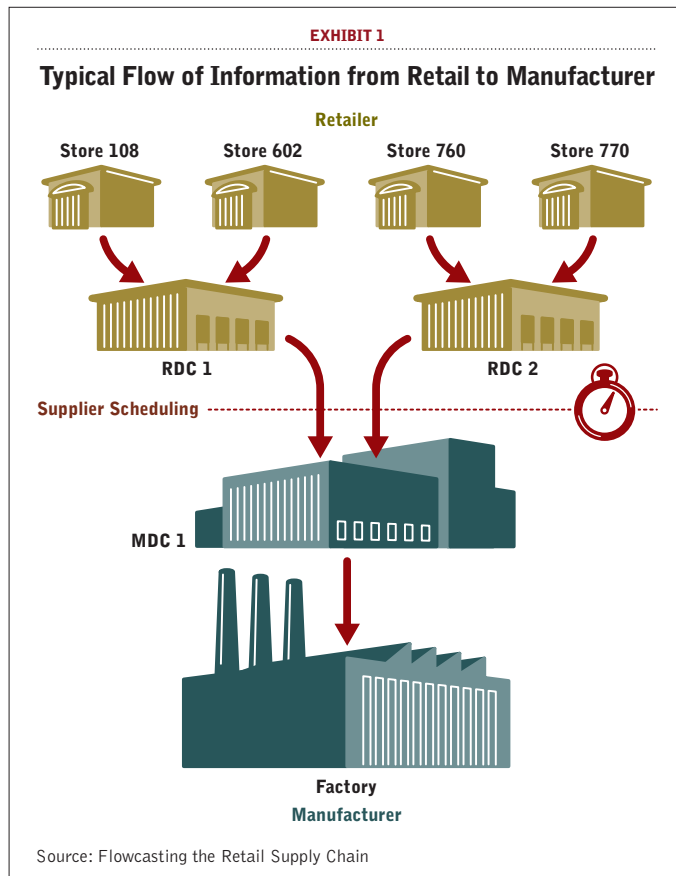 EXHIBIT 1
Typical Flow of Information from Retail to Manufacturer
Retailer
Store 108
Store 602
Store 760
Store 770
RDC 1
RDC 2
Supplier Scheduling
MDC 1
Factory
Manufacturer
Source: Flowcasting the Retail Supply Chain